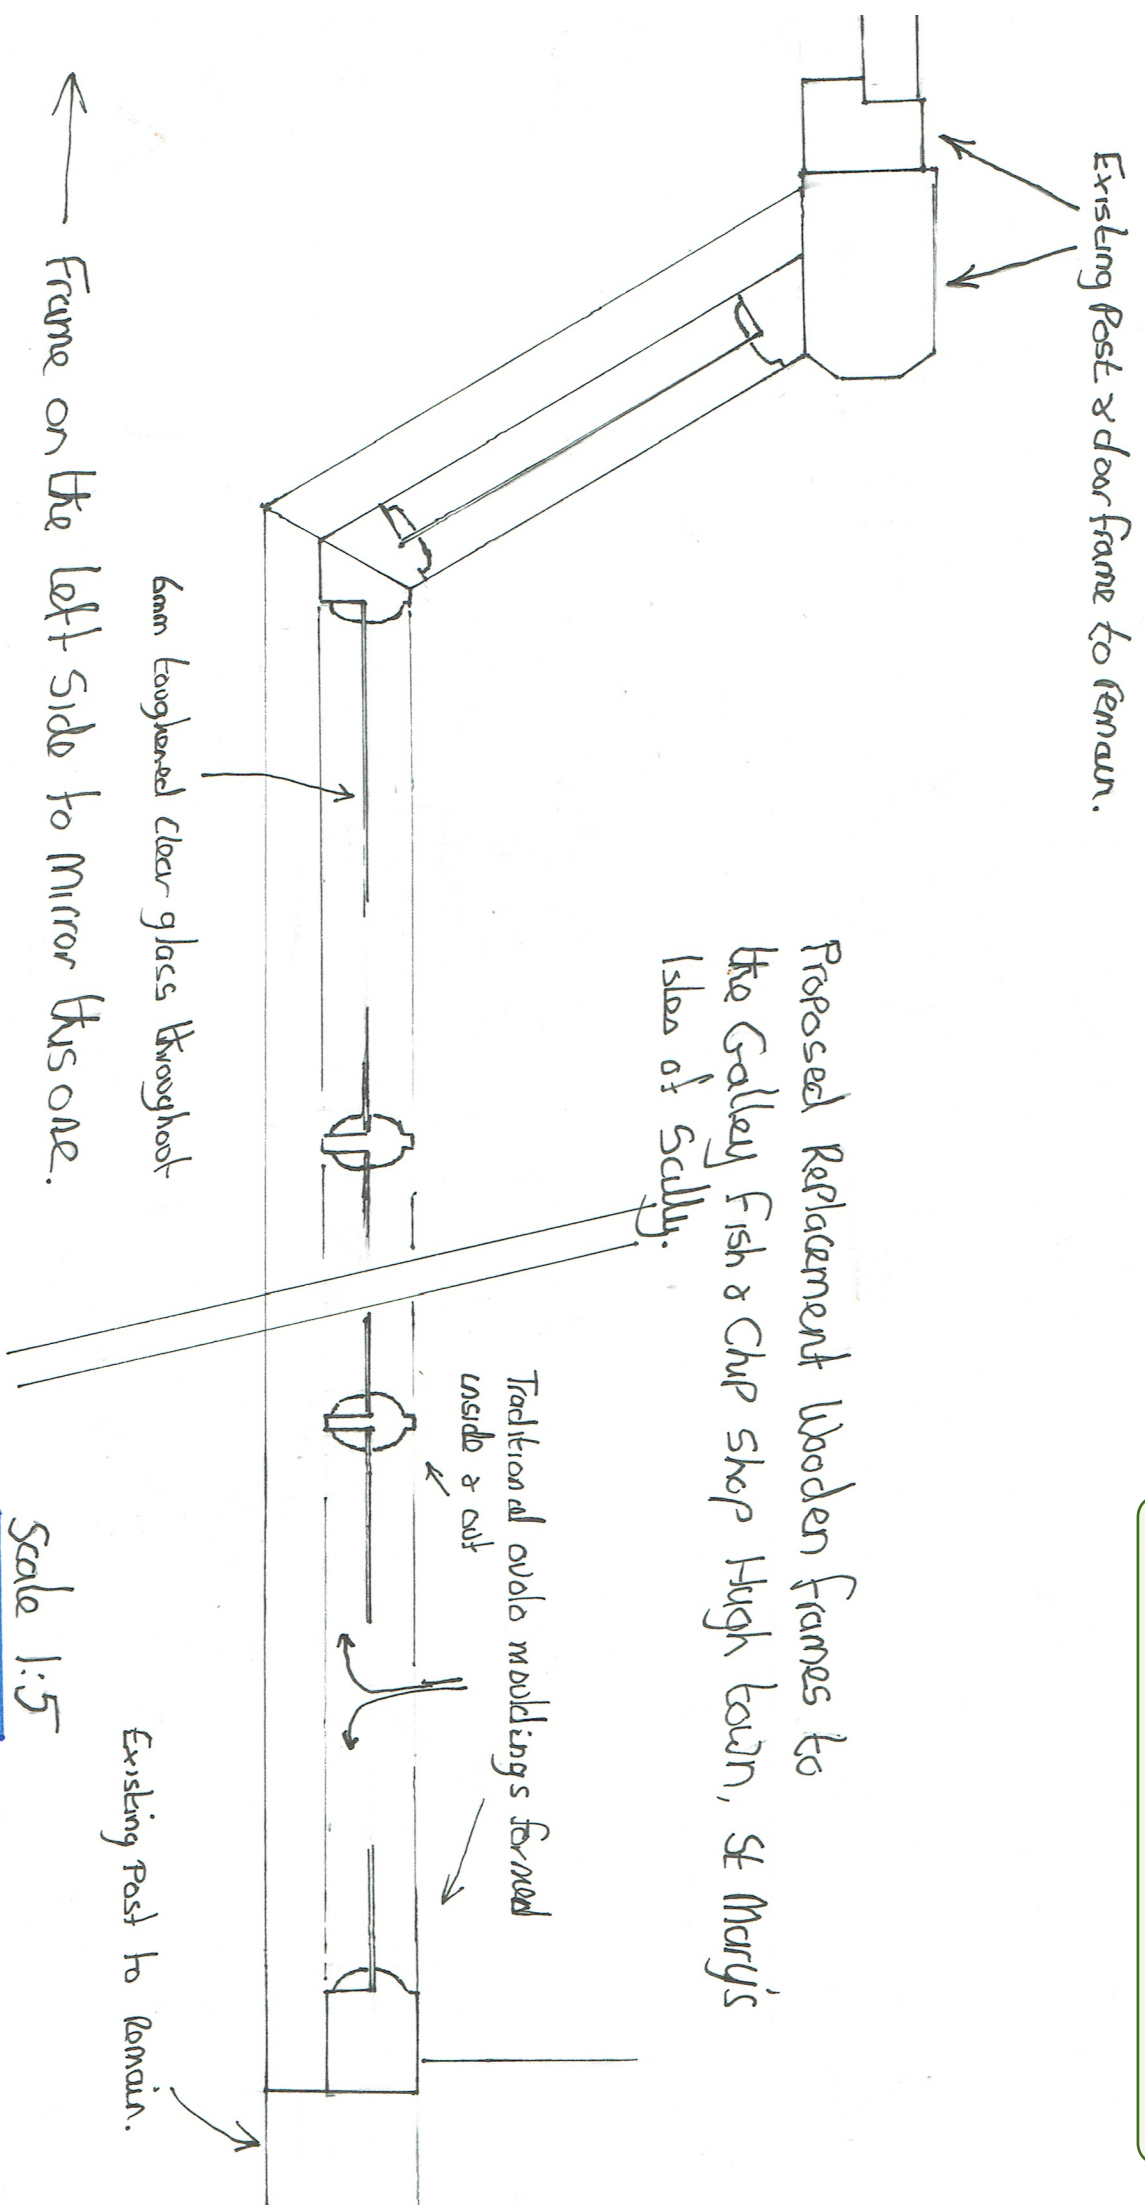 Existing Post & door frame to remain.
Proposed Replacement Wooden frames to
the Galley Fish & Chip Shop Hugh town, St Mary's
Isles of Scilly.
Traditional ovolo mouldings formed
inside & out
6mm toughened clear glass throughout
Existing Post to Remain.
Frame on the left side to Mirror this one.
Scale 1:5